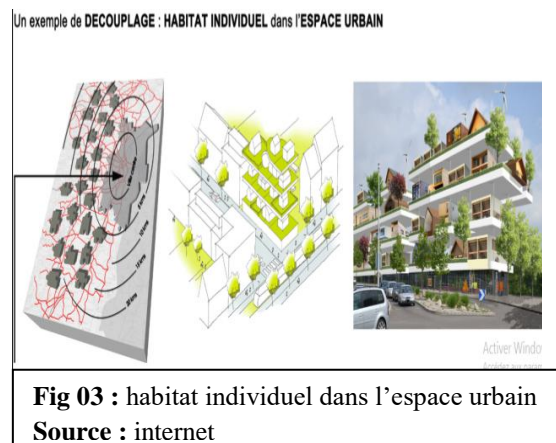 Un exemple de DECOUPLAGE : HABITAT INDIVIDUEL dans l'ESPACE URBAIN
Activer Windo
Fig 03 : habitat individuel dans l'espace urbain
Source : internet